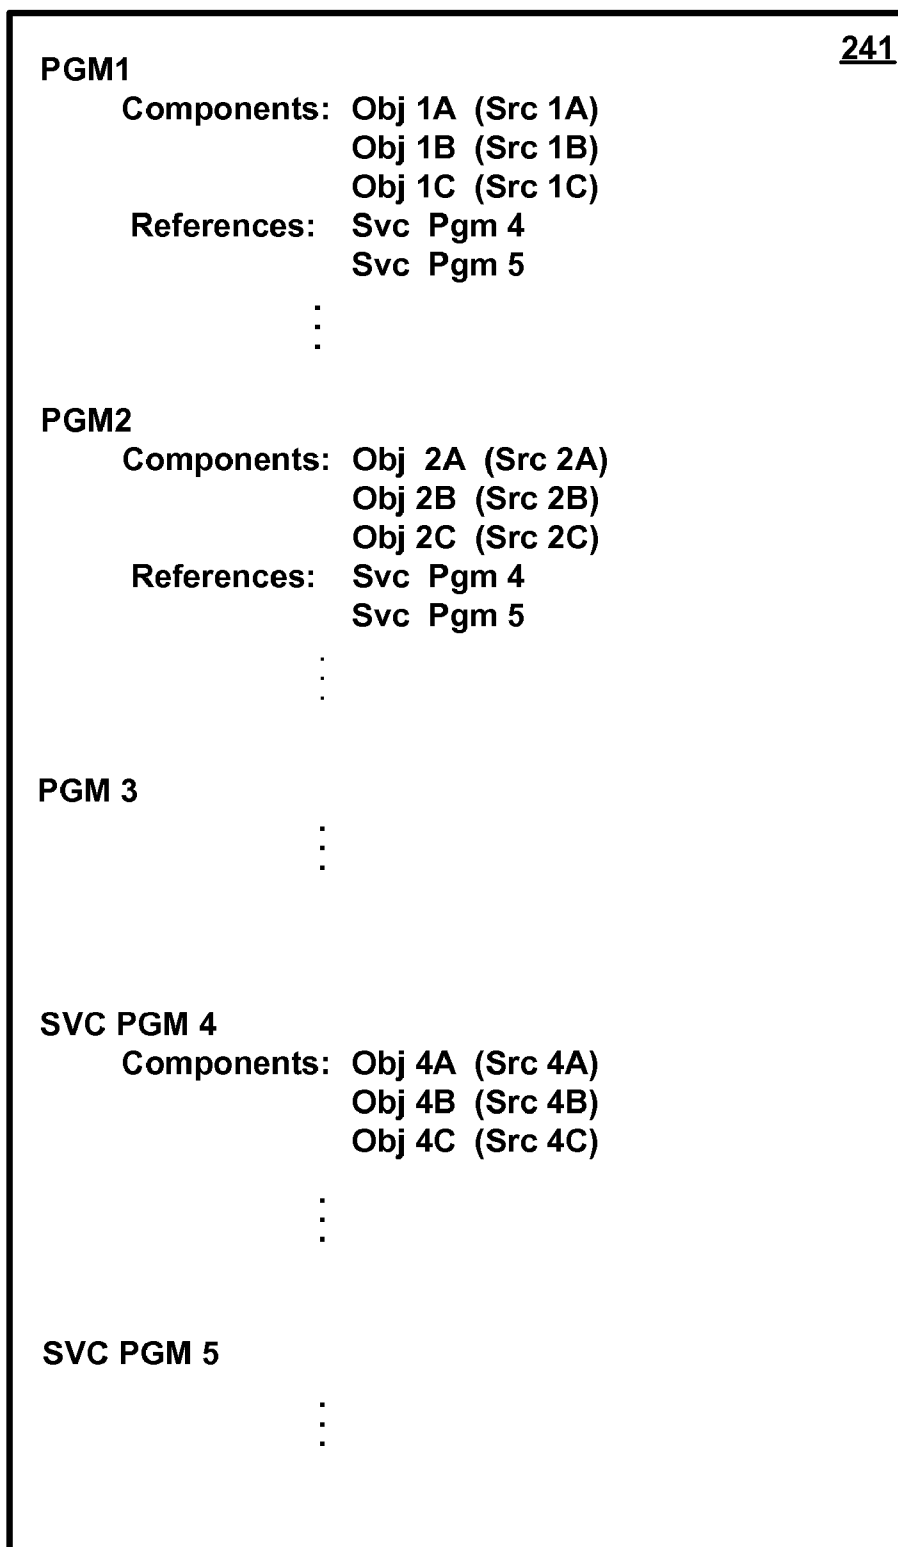 241
PGM1
Components: Obj 1A (Src 1A)
Obj 1B (Src 1B)
Obj 1C (Src 1C)
References: Svc Pgm 4
Svc Pgm 5
PGM2
Components: Obj 2A (Src 2A)
Obj 2B (Src 2B)
Obj 2C (Src 2C)
References: Svc Pgm 4
Svc Pgm 5
PGM 3
SVC PGM 4
Components: Obj 4A (Src 4A)
Obj 4B (Src 4B)
Obj 4C (Src 4C)
SVC PGM 5